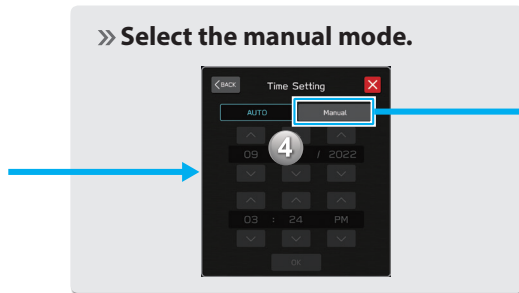 » Select the manual mode.
BACK Time Setting
AUTO Manual
4
09 / 2022
03 : 24 PM
OK